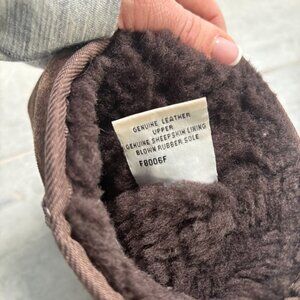 GENUINE LEATHER
UPPER
GENUINE SHEEPSKIN LINING
BLOWN RUBBER SOLE
F8006F